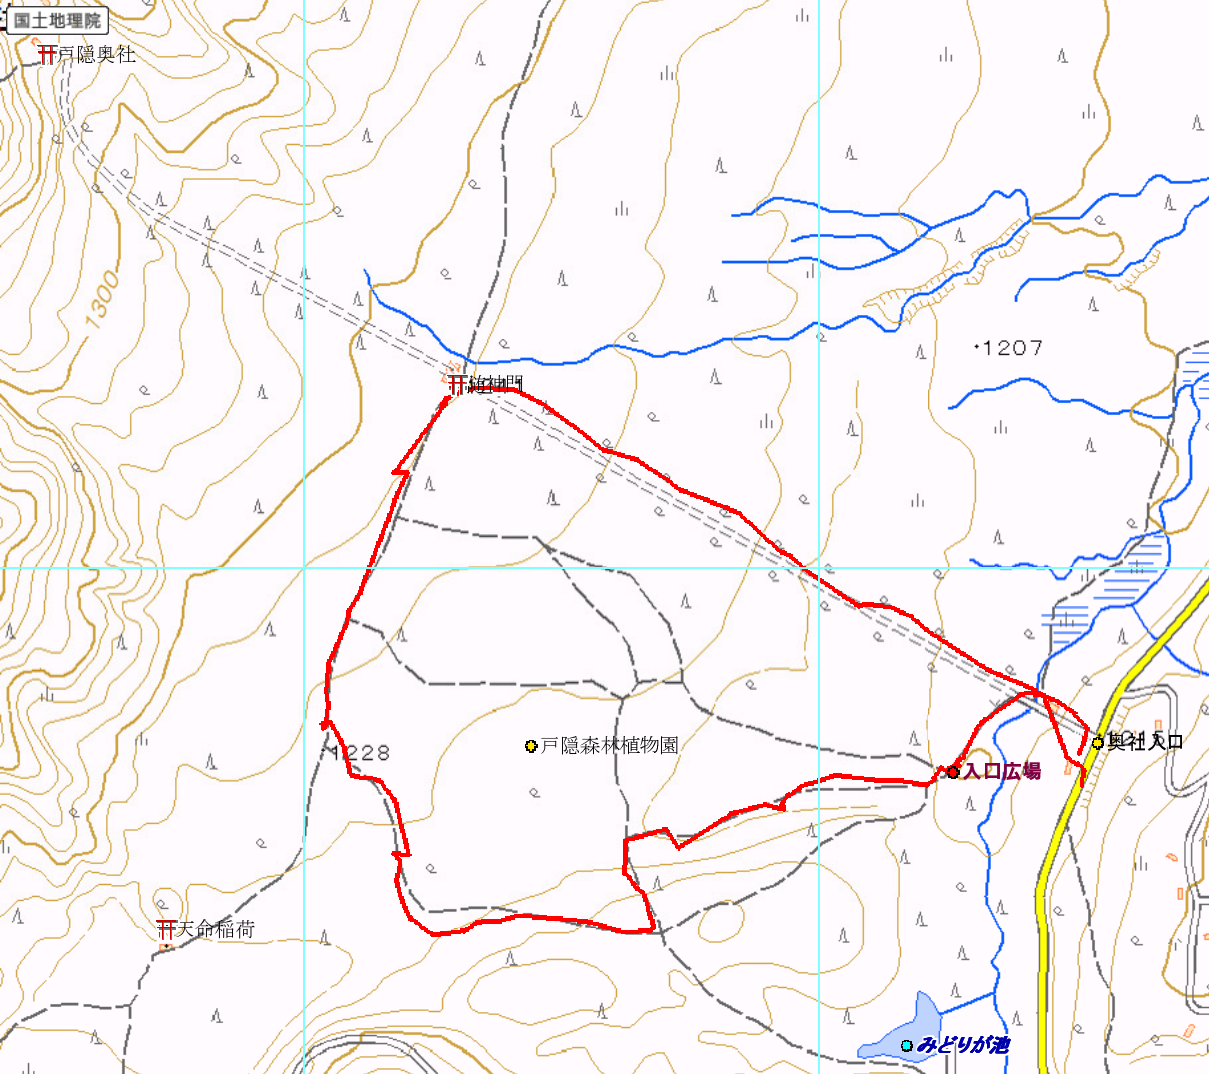 国土地理院
戸隠奥社
1300
1207
随神門
1228
戸隠森林植物園
奥社入口
入口広場
天命稲荷
みどりが池